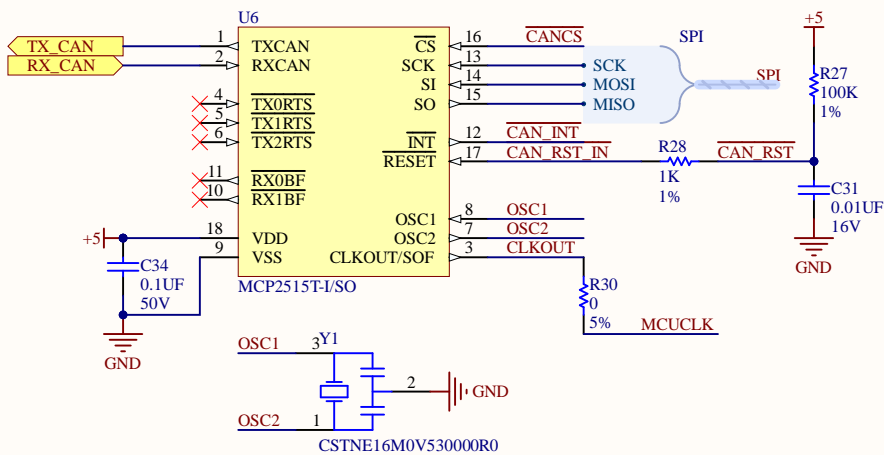 U6
TX_CAN 1 TXCAN CS 16 CANCS SPI +5
RX_CAN 2 RXCAN SCK 13 SCK
SI 14 MOSI SPI R27
4 TX0RTS SO 15 MISO 100K
5 TX1RTS 1%
6 TX2RTS INT 12 CAN_INT
RESET 17 CAN_RST_IN R28 CAN_RST
11 RX0BF 1K C31
10 RX1BF 1% 0.01UF
OSC1 8 OSC1 16V
+5 18 VDD OSC2 7 OSC2
9 VSS CLKOUT/SOF 3 CLKOUT GND
C34
0.1UF
50V
MCP2515T-I/SO
R30
0
5% MCUCLK
GND
OSC1 3 Y1
2 GND
OSC2 1
CSTNE16M0V530000R0